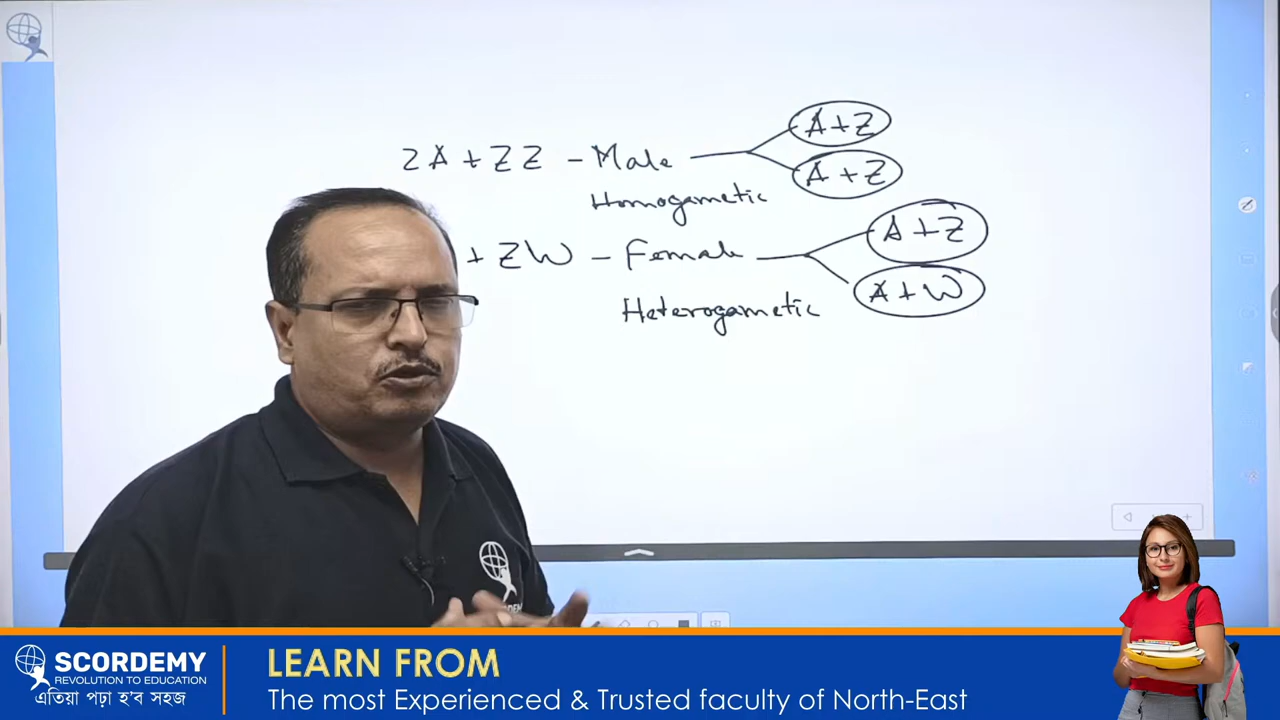 A+Z
2A + ZZ – Male
A + Z
Homogametic
A + Z
+ ZW – Female
A + W
Heterogametic
SCORDEMY
REVOLUTION TO EDUCATION
এতিয়া পঢ়া হ'ব সহজ
LEARN FROM
The most Experienced & Trusted faculty of North-East